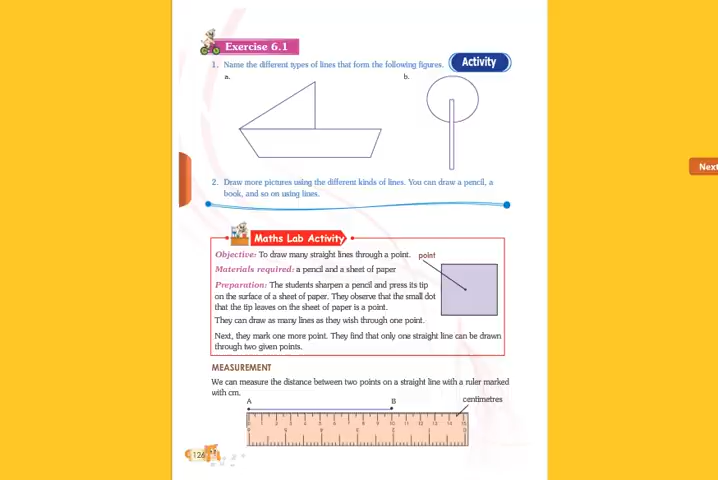 Exercise 6.1
1. Name the different types of lines that form the following figures.
Activity
a.
b.
Next
2. Draw more pictures using the different kinds of lines. You can draw a pencil, a
book, and so on using lines.
Maths Lab Activity
Objective: To draw many straight lines through a point.
point
Materials required: a pencil and a sheet of paper
Preparation: The students sharpen a pencil and press its tip
on the surface of a sheet of paper. They observe that the small dot
that the tip leaves on the sheet of paper is a point.
They can draw as many lines as they wish through one point.
Next, they mark one more point. They find that only one straight line can be drawn
through two given points.
MEASUREMENT
We can measure the distance between two points on a straight line with a ruler marked
with cm.
A
B
centimetres
126